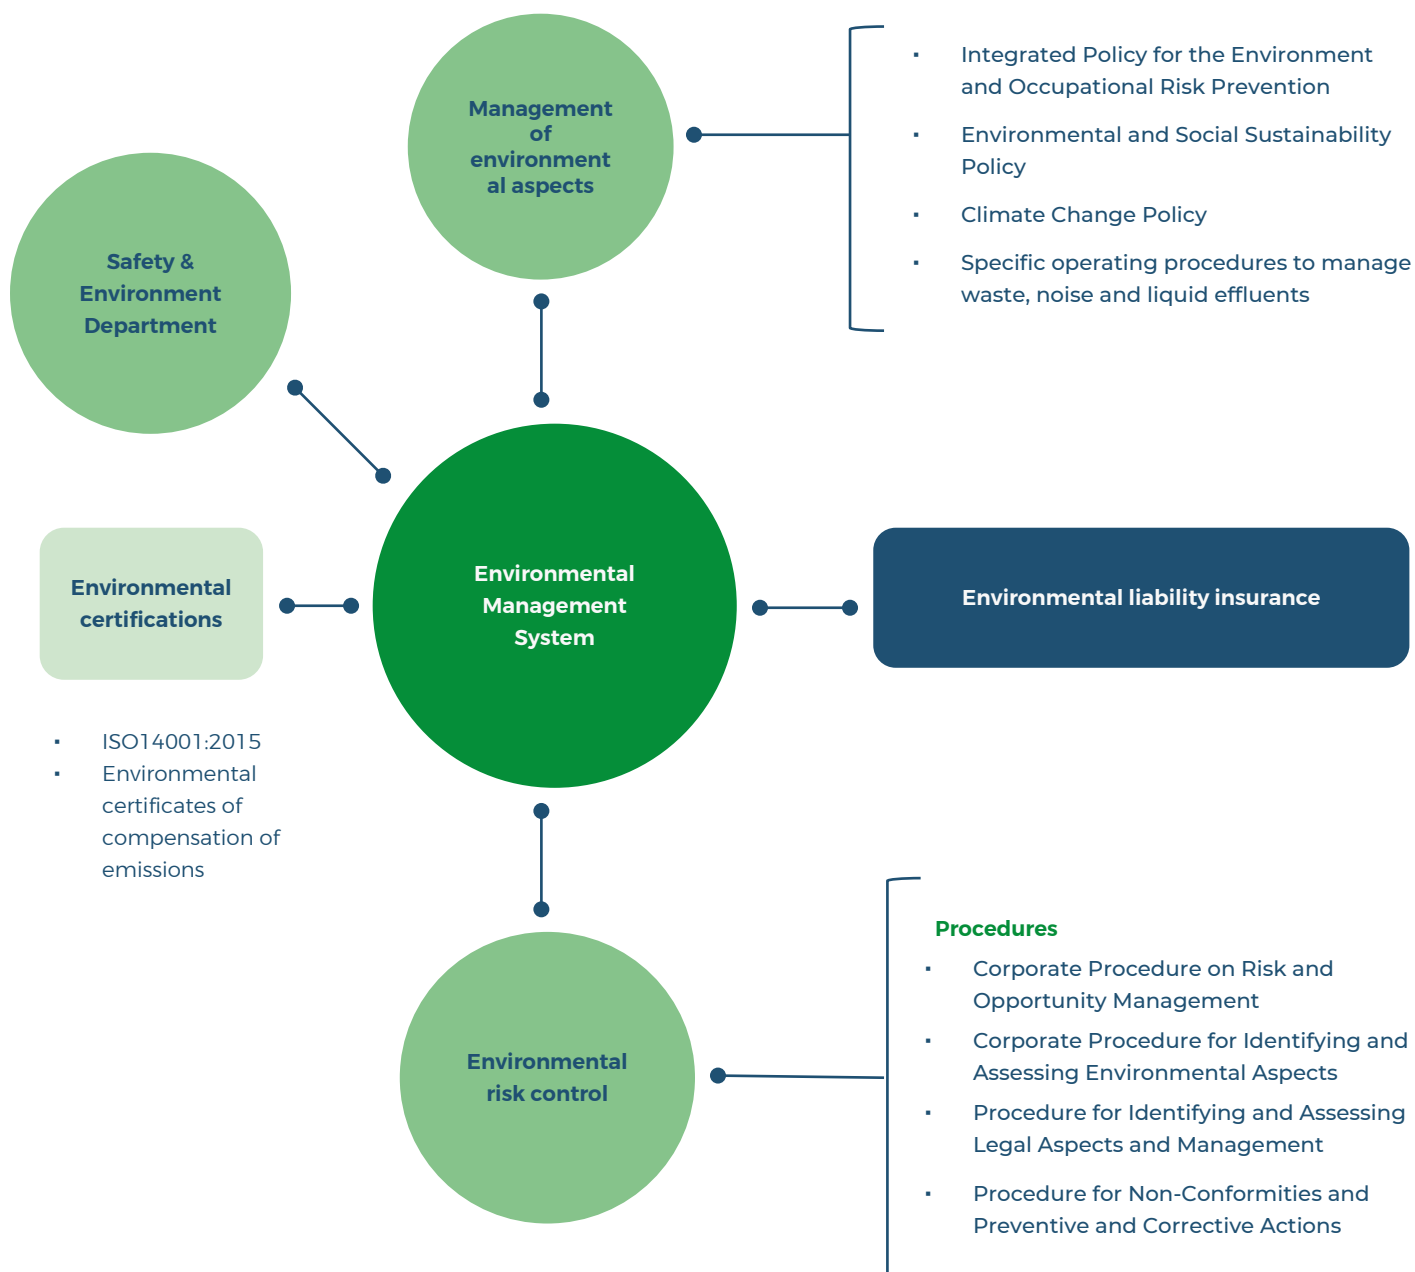 Management
of
environment
al aspects
▪ Integrated Policy for the Environment
and Occupational Risk Prevention
▪ Environmental and Social Sustainability
Policy
▪ Climate Change Policy
▪ Specific operating procedures to manage
waste, noise and liquid effluents
Safety &
Environment
Department
Environmental
certifications
▪ ISO14001:2015
▪ Environmental
certificates of
compensation of
emissions
Environmental
Management
System
Environmental liability insurance
Environmental
risk control
Procedures
▪ Corporate Procedure on Risk and
Opportunity Management
▪ Corporate Procedure for Identifying and
Assessing Environmental Aspects
▪ Procedure for Identifying and Assessing
Legal Aspects and Management
▪ Procedure for Non-Conformities and
Preventive and Corrective Actions